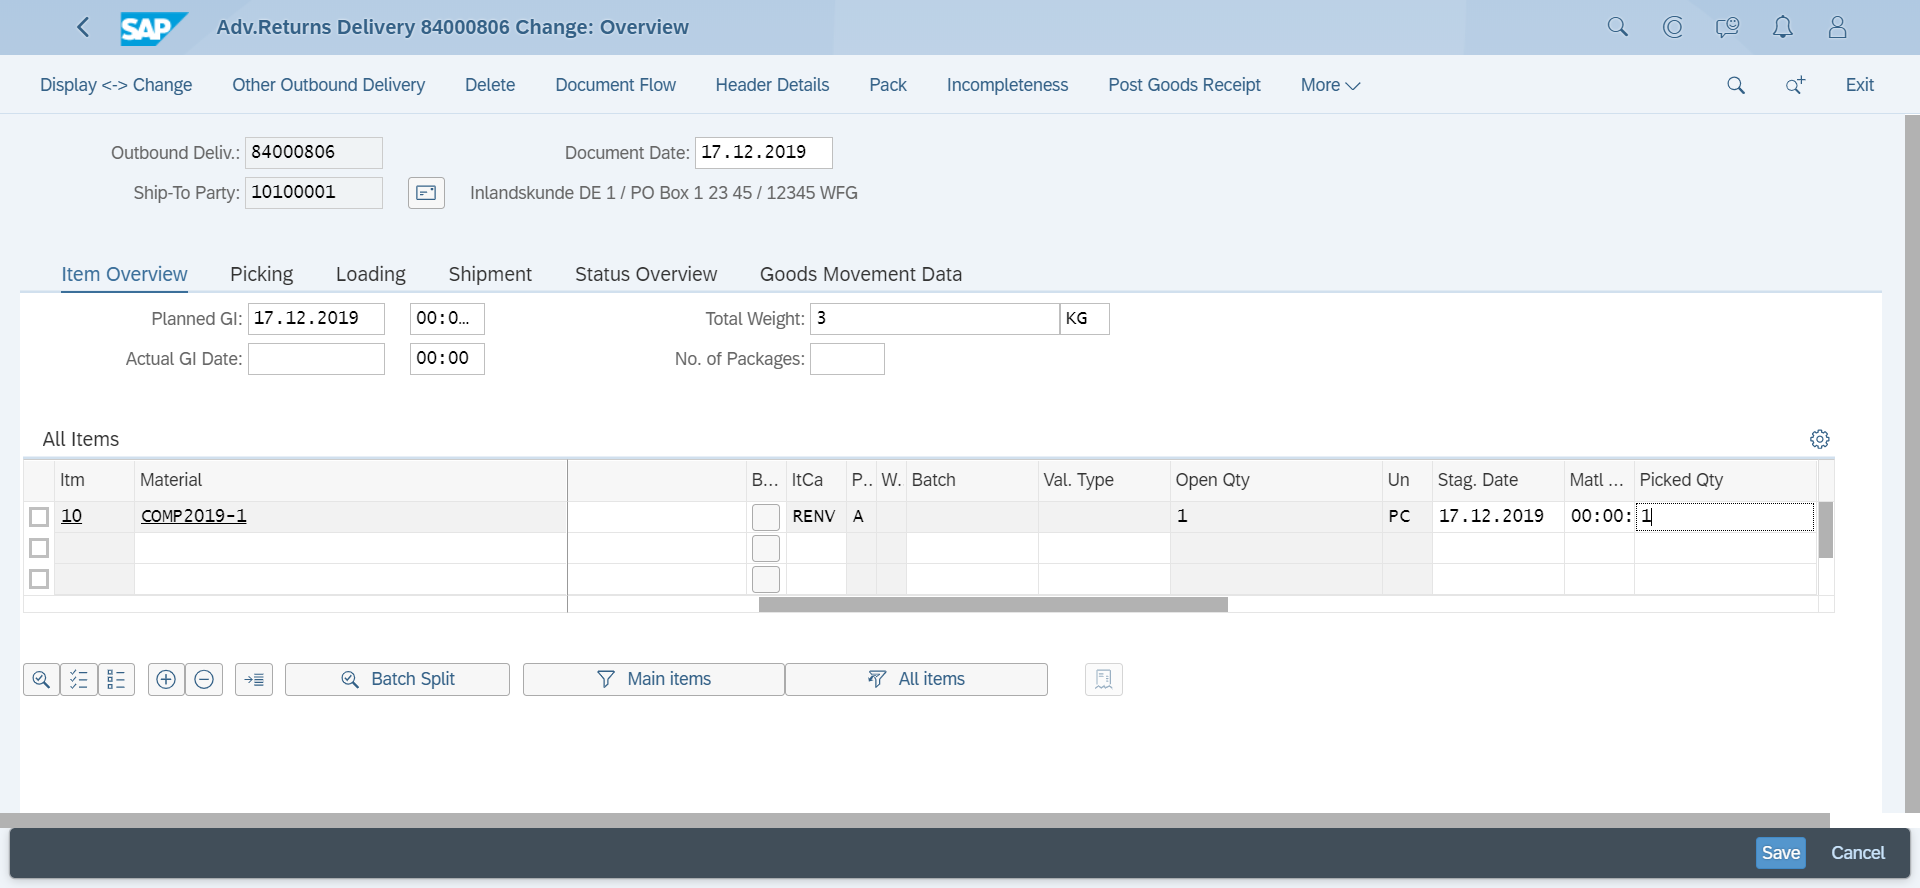 SAP Adv.Returns Delivery 84000806 Change: Overview
Display <-> Change Other Outbound Delivery Delete Document Flow Header Details Pack Incompleteness Post Goods Receipt More Exit
Outbound Deliv.: 84000806 Document Date: 17.12.2019
Ship-To Party: 10100001 Inlandskunde DE 1 / PO Box 1 23 45 / 12345 WFG
Item Overview Picking Loading Shipment Status Overview Goods Movement Data
Planned GI: 17.12.2019 00:0... Total Weight: 3 KG
Actual GI Date: 00:00 No. of Packages:
All Items
Itm Material B... ItCa P.. W. Batch Val. Type Open Qty Un Stag. Date Matl ... Picked Qty
10 COMP2019-1 RENV A 1 PC 17.12.2019 00:00: 1
Batch Split Main items All items
Save Cancel